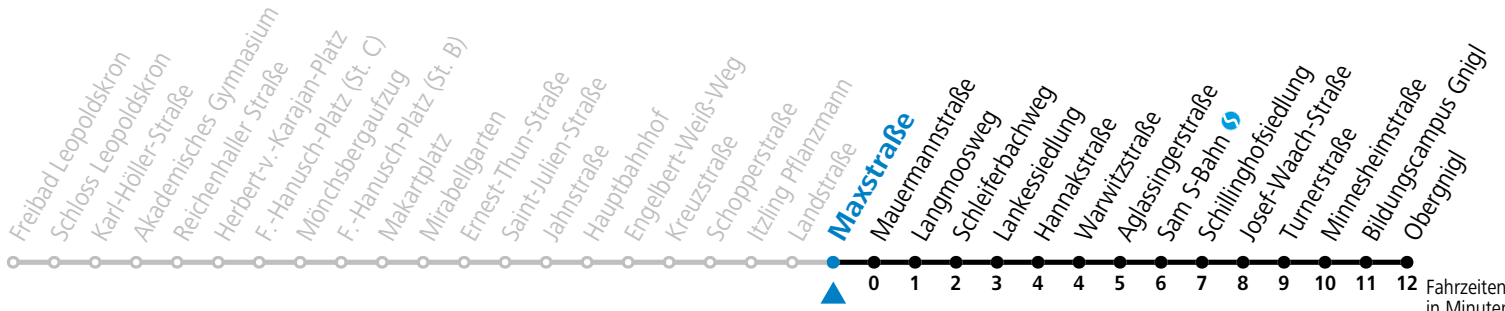 Freibad Leopoldskron
Schloss Leopoldskron
Karl-Höller-Straße
Akademisches Gymnasium
Reichenhaller Straße
Herbert-v.-Karajan-Platz
F.-Hanusch-Platz (St. C)
Mönchsbergaufzug
F.-Hanusch-Platz (St. B)
Makartplatz
Mirabellgarten
Ernest-Thun-Straße
Saint-Julien-Straße
Jahnstraße
Hauptbahnhof
Engelbert-Weiß-Weg
Kreuzstraße
Schopperstraße
Itzling Pflanzmann
Landstraße
Maxstraße
Mauermannstraße
Langmoosweg
Schleiferbachweg
Lankessiedlung
Hannakstraße
Warwitzstraße
Aglassingerstraße
Sam S-Bahn
Schillinghofsiedlung
Josef-Waach-Straße
Turnerstraße
Minnesheimstraße
Bildungscampus Gnigl
Obergnigl
0 1 2 3 4 4 5 6 7 8 9 10 11 12
Fahrzeiten
in Minuten